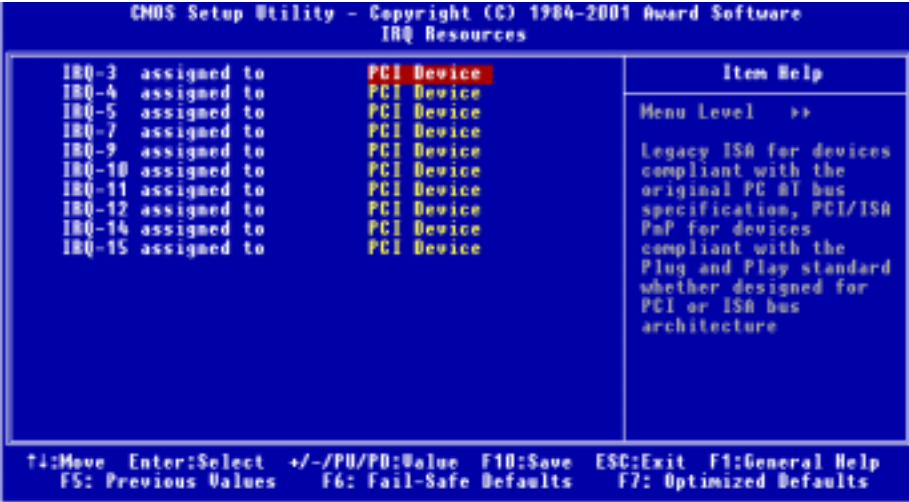 CMOS Setup Utility - Copyright (C) 1984-2001 Award Software
IRQ Resources
IRQ-3 assigned to PCI Device
IRQ-4 assigned to PCI Device
IRQ-5 assigned to PCI Device
IRQ-7 assigned to PCI Device
IRQ-9 assigned to PCI Device
IRQ-10 assigned to PCI Device
IRQ-11 assigned to PCI Device
IRQ-12 assigned to PCI Device
IRQ-14 assigned to PCI Device
IRQ-15 assigned to PCI Device
Item Help
Menu Level ►►
Legacy ISA for devices
compliant with the
original PC AT bus
specification, PCI/ISA
PnP for devices
compliant with the
Plug and Play standard
whether designed for
PCI or ISA bus
architecture
↑↓:Move Enter:Select +/-/PU/PD:Value F10:Save ESC:Exit F1:General Help
F5: Previous Values F6: Fail-Safe Defaults F7: Optimized Defaults